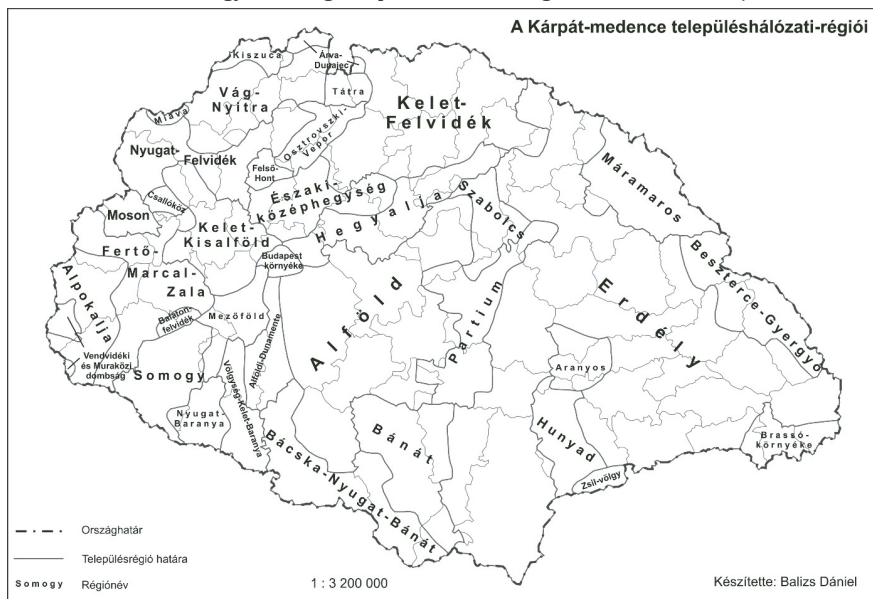 A Kárpát-medence településhálózati-régiói
Kiszuca
Árva-
Dunajec
Vág-
Nyitra
Tátra
Kelet-
Felvidék
Miava
Osztrovszki-
Vepor
Nyugat-
Felvidék
Felső-
Hont
Máramaros
Északi-
középhegység
Szabolcs
Csallóköz
Moson
Kelet-
Kisalföld
Hegyalja
Fertő-
Marcal-
Zala
Budapest
környéke
Beszterce-Gyergyó
Alpokalja
Erdély
Alföld
Partium
Balaton-
felvidék
Mezőföld
Alföldi-Dunamente
Vendvidéki
és Muraközi
dombság
Somogy
Völgység-Kelet-Baranya
Aranyos
Nyugat-
Baranya
Bánát
Hunyad
Brassó-
környéke
Bácska-Nyugat-Bánát
Zsil-völgy
Országhatár
Településrégió határa
Somogy Régiónév
1 : 3 200 000
Készítette: Balizs Dániel